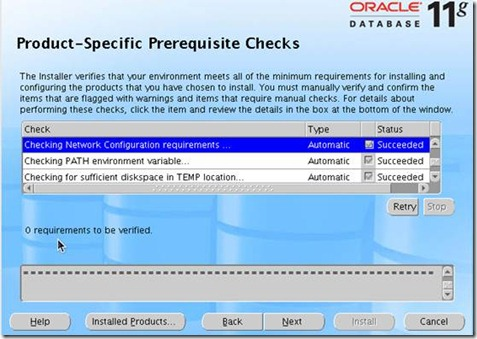 ORACLE
DATABASE 11g
Product-Specific Prerequisite Checks
The Installer verifies that your environment meets all of the minimum requirements for installing and
configuring the products that you have chosen to install. You must manually verify and confirm the
items that are flagged with warnings and items that require manual checks. For details about
performing these checks, click the item and review the details in the box at the bottom of the window.
Check Type Status
Checking Network Configuration requirements ... Automatic Succeeded
Checking PATH environment variable... Automatic Succeeded
Checking for sufficient diskspace in TEMP location... Automatic Succeeded
Retry Stop
0 requirements to be verified.
Help Installed Products... Back Next Install Cancel